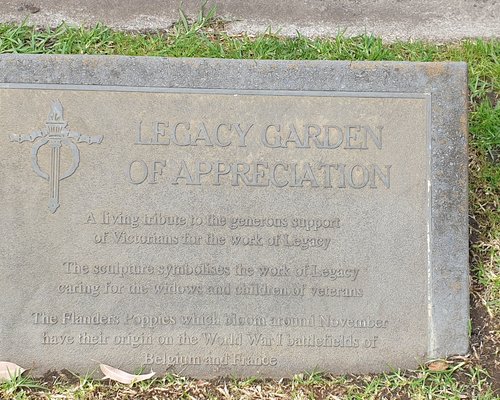 LEGACY GARDEN
OF APPRECIATION
A living tribute to the generous support
of Victorians for the work of Legacy
The sculpture symbolises the work of Legacy
caring for the widows and children of veterans
The Flanders Poppies which bloom around November
have their origin on the World War I battlefields of
Belgium and France